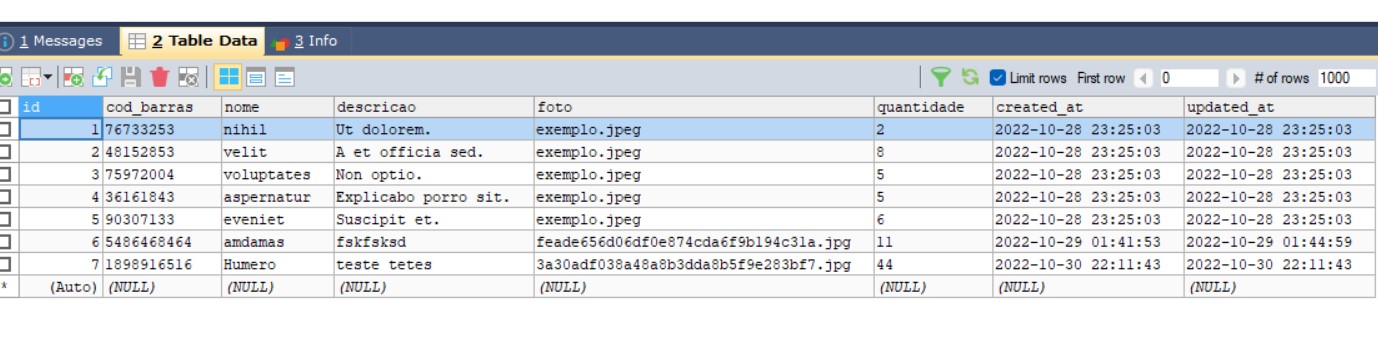 1 Messages 2 Table Data 3 Info
Limit rows First row 0 # of rows 1000
id cod_barras nome descricao foto quantidade created_at updated_at
1 76733253 nihil Ut dolorem. exemplo.jpeg 2 2022-10-28 23:25:03 2022-10-28 23:25:03
2 48152853 velit A et officia sed. exemplo.jpeg 8 2022-10-28 23:25:03 2022-10-28 23:25:03
3 75972004 voluptates Non optio. exemplo.jpeg 5 2022-10-28 23:25:03 2022-10-28 23:25:03
4 36161843 aspernatur Explicabo porro sit. exemplo.jpeg 5 2022-10-28 23:25:03 2022-10-28 23:25:03
5 90307133 eveniet Suscipit et. exemplo.jpeg 6 2022-10-28 23:25:03 2022-10-28 23:25:03
6 5486468464 amdamas fskfsksd feade656d06df0e874cda6f9b194c31a.jpg 11 2022-10-29 01:41:53 2022-10-29 01:44:59
7 1898916516 Humero teste tetes 3a30adf038a48a8b3dda8b5f9e283bf7.jpg 44 2022-10-30 22:11:43 2022-10-30 22:11:43
* (Auto) (NULL) (NULL) (NULL) (NULL) (NULL) (NULL) (NULL)